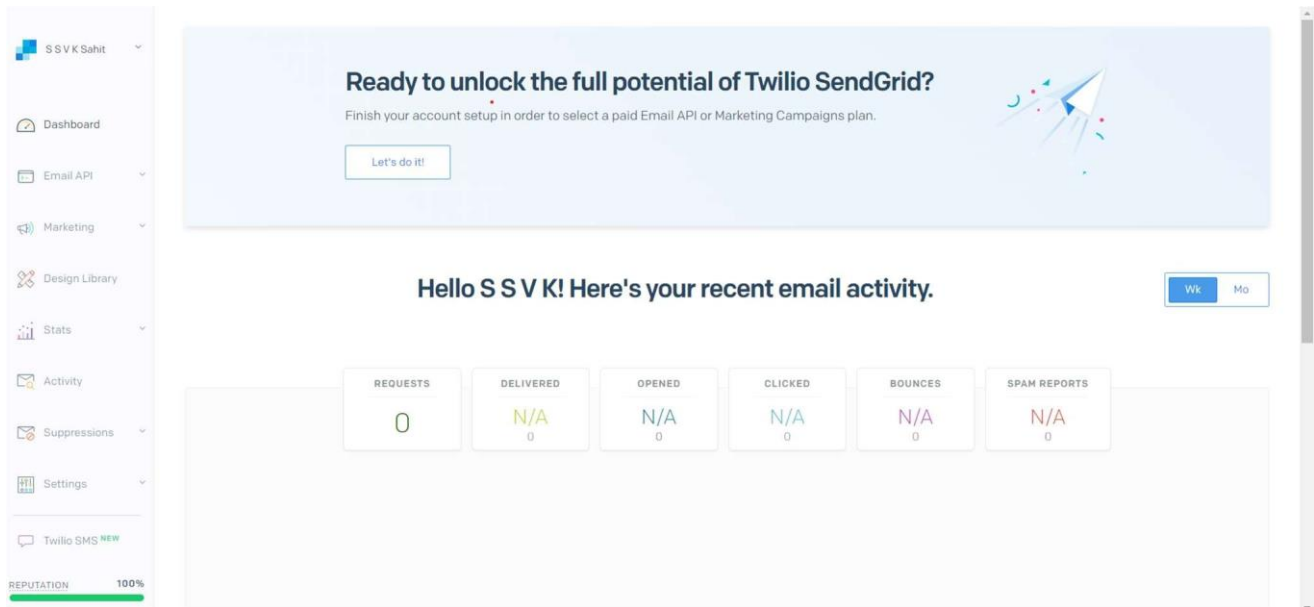 S S V K Sahit
Dashboard
Email API
Marketing
Design Library
Stats
Activity
Suppressions
Settings
Twilio SMS NEW
REPUTATION 100%
Ready to unlock the full potential of Twilio SendGrid?
Finish your account setup in order to select a paid Email API or Marketing Campaigns plan.
Let's do it!
Hello S S V K! Here's your recent email activity.
Wk Mo
REQUESTS DELIVERED OPENED CLICKED BOUNCES SPAM REPORTS
0 N/A N/A N/A N/A N/A
0 0 0 0 0